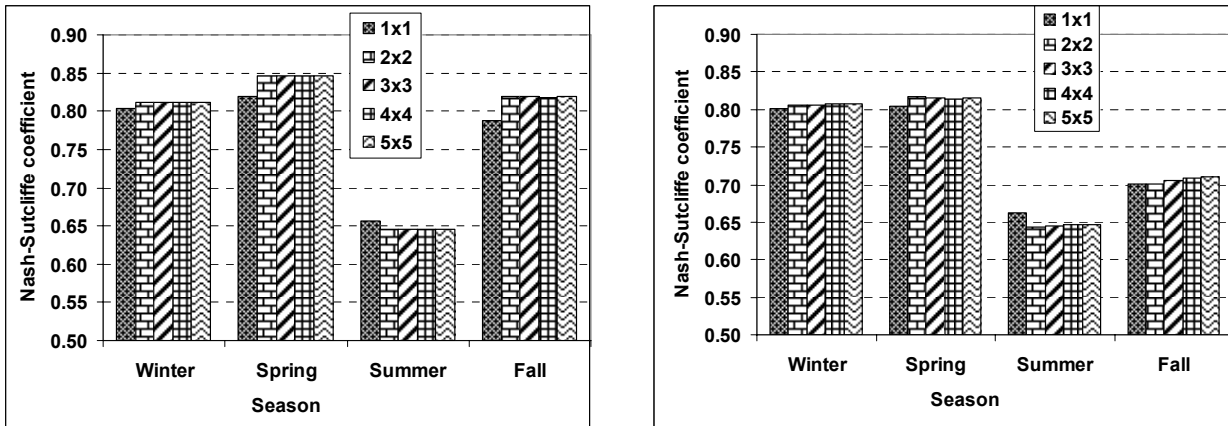 Nash-Sutcliffe coefficient
0.90
0.85
0.80
0.75
0.70
0.65
0.60
0.55
0.50
1x1
2x2
3x3
4x4
5x5
Winter Spring Summer Fall
Season
Nash-Sutcliffe coefficient
0.90
0.85
0.80
0.75
0.70
0.65
0.60
0.55
0.50
1x1
2x2
3x3
4x4
5x5
Winter Spring Summer Fall
Season